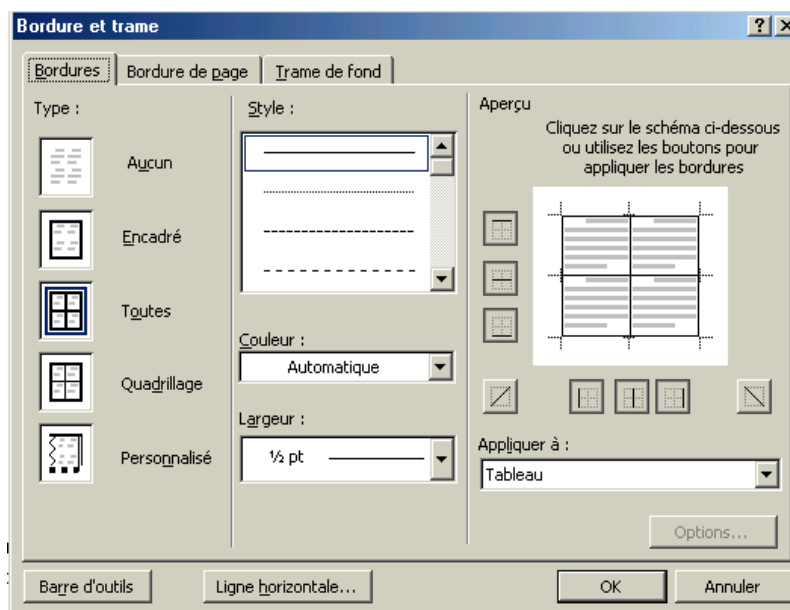 Bordure et trame
Bordures
Bordure de page
Trame de fond
Type :
Aucun
Encadré
Toutes
Quadrillage
Personnalisé
Style :
Couleur :
Automatique
Largeur :
½ pt
Aperçu
Cliquez sur le schéma ci-dessous
ou utilisez les boutons pour
appliquer les bordures
Appliquer à :
Tableau
Options...
Barre d'outils
Ligne horizontale...
OK
Annuler